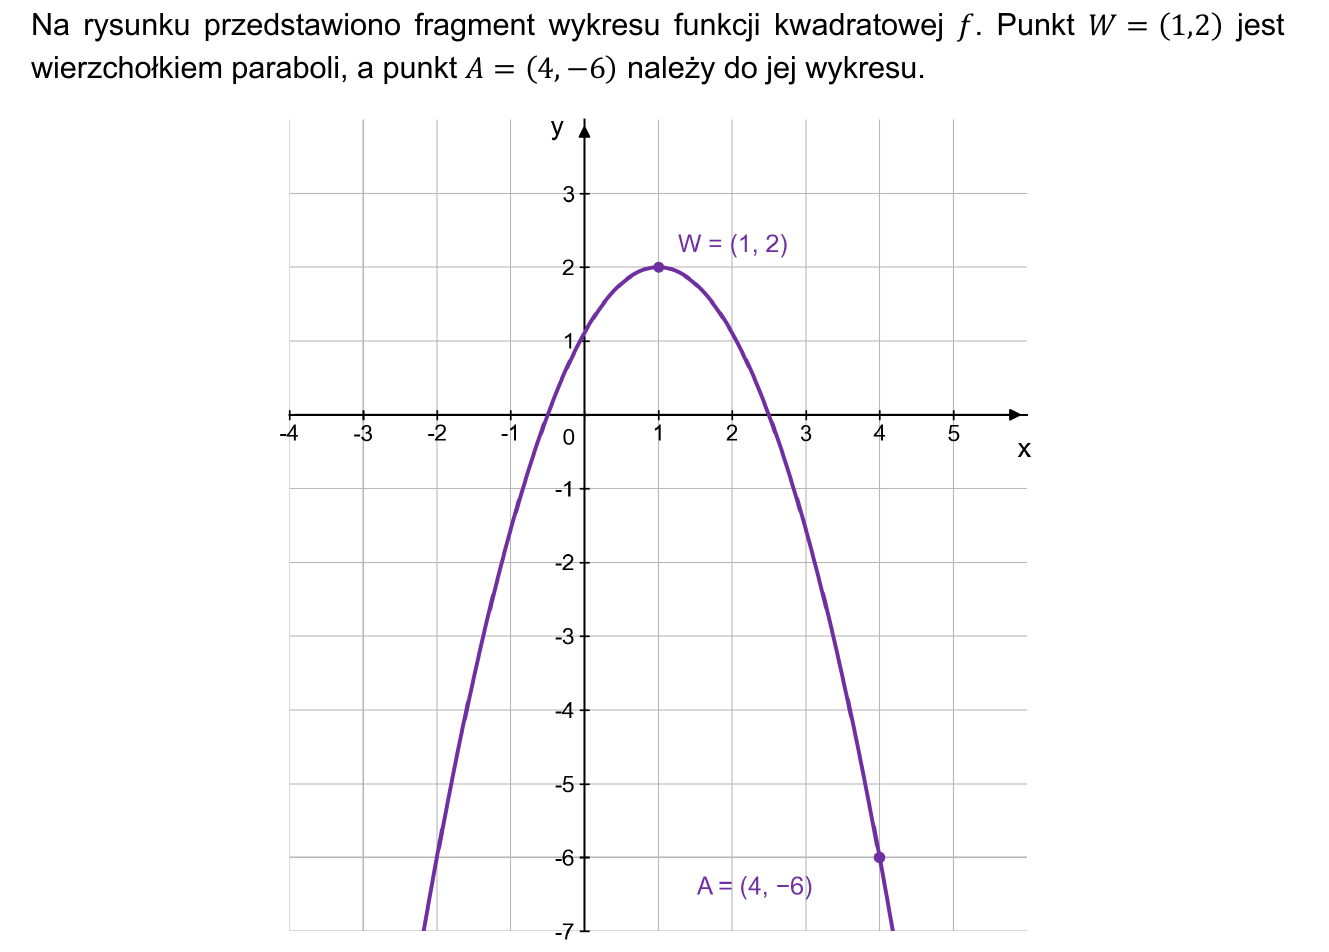 Na rysunku przedstawiono fragment wykresu funkcji kwadratowej f. Punkt W = (1,2) jest
wierzchołkiem paraboli, a punkt A = (4, −6) należy do jej wykresu.
y
3
W = (1, 2)
2
1
-4 -3 -2 -1 0 1 2 3 4 5
x
-1
-2
-3
-4
-5
-6
A = (4, −6)
-7